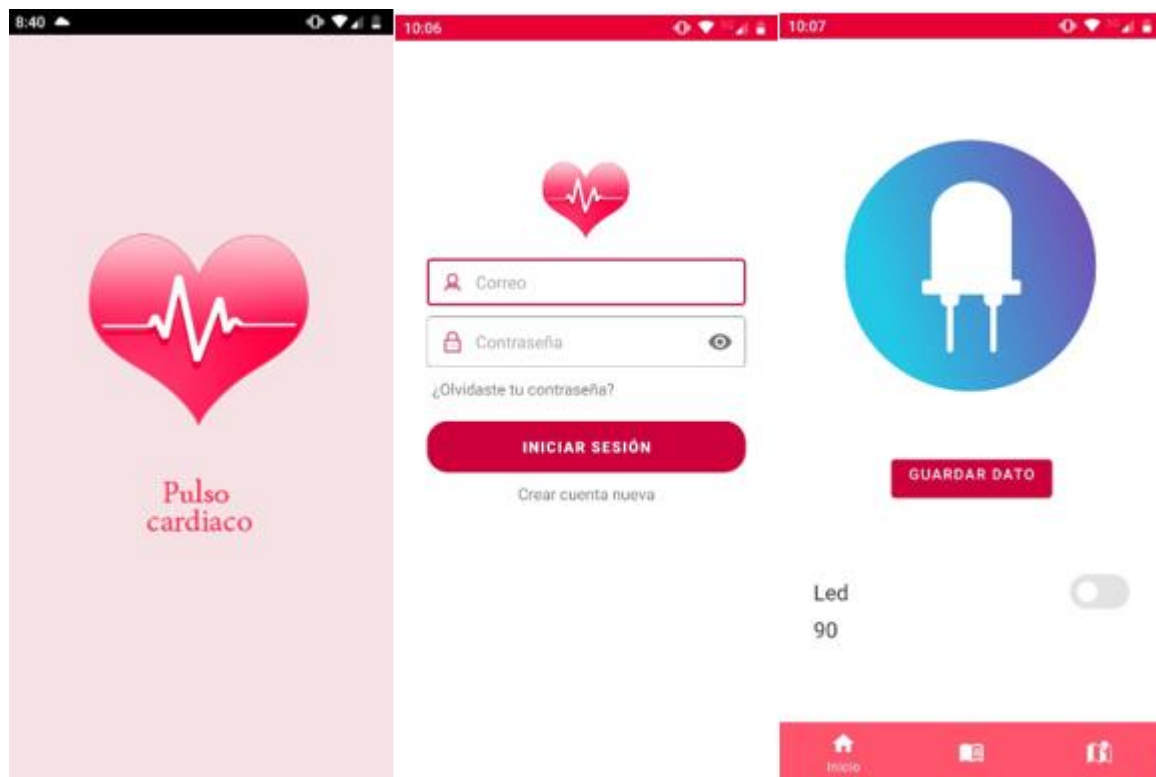 8:40
Pulso
cardiaco
10:06
Correo
Contraseña
¿Olvidaste tu contraseña?
INICIAR SESIÓN
Crear cuenta nueva
10:07
GUARDAR DATO
Led
90
Inicio